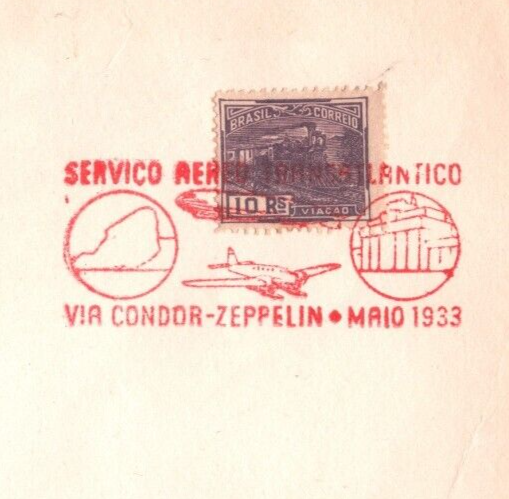 BRASIL CORREIO
SERVICO AEREO TRANSATLANTICO
10 RS VIAÇÃO
VIA CONDOR-ZEPPELIN • MAIO 1933